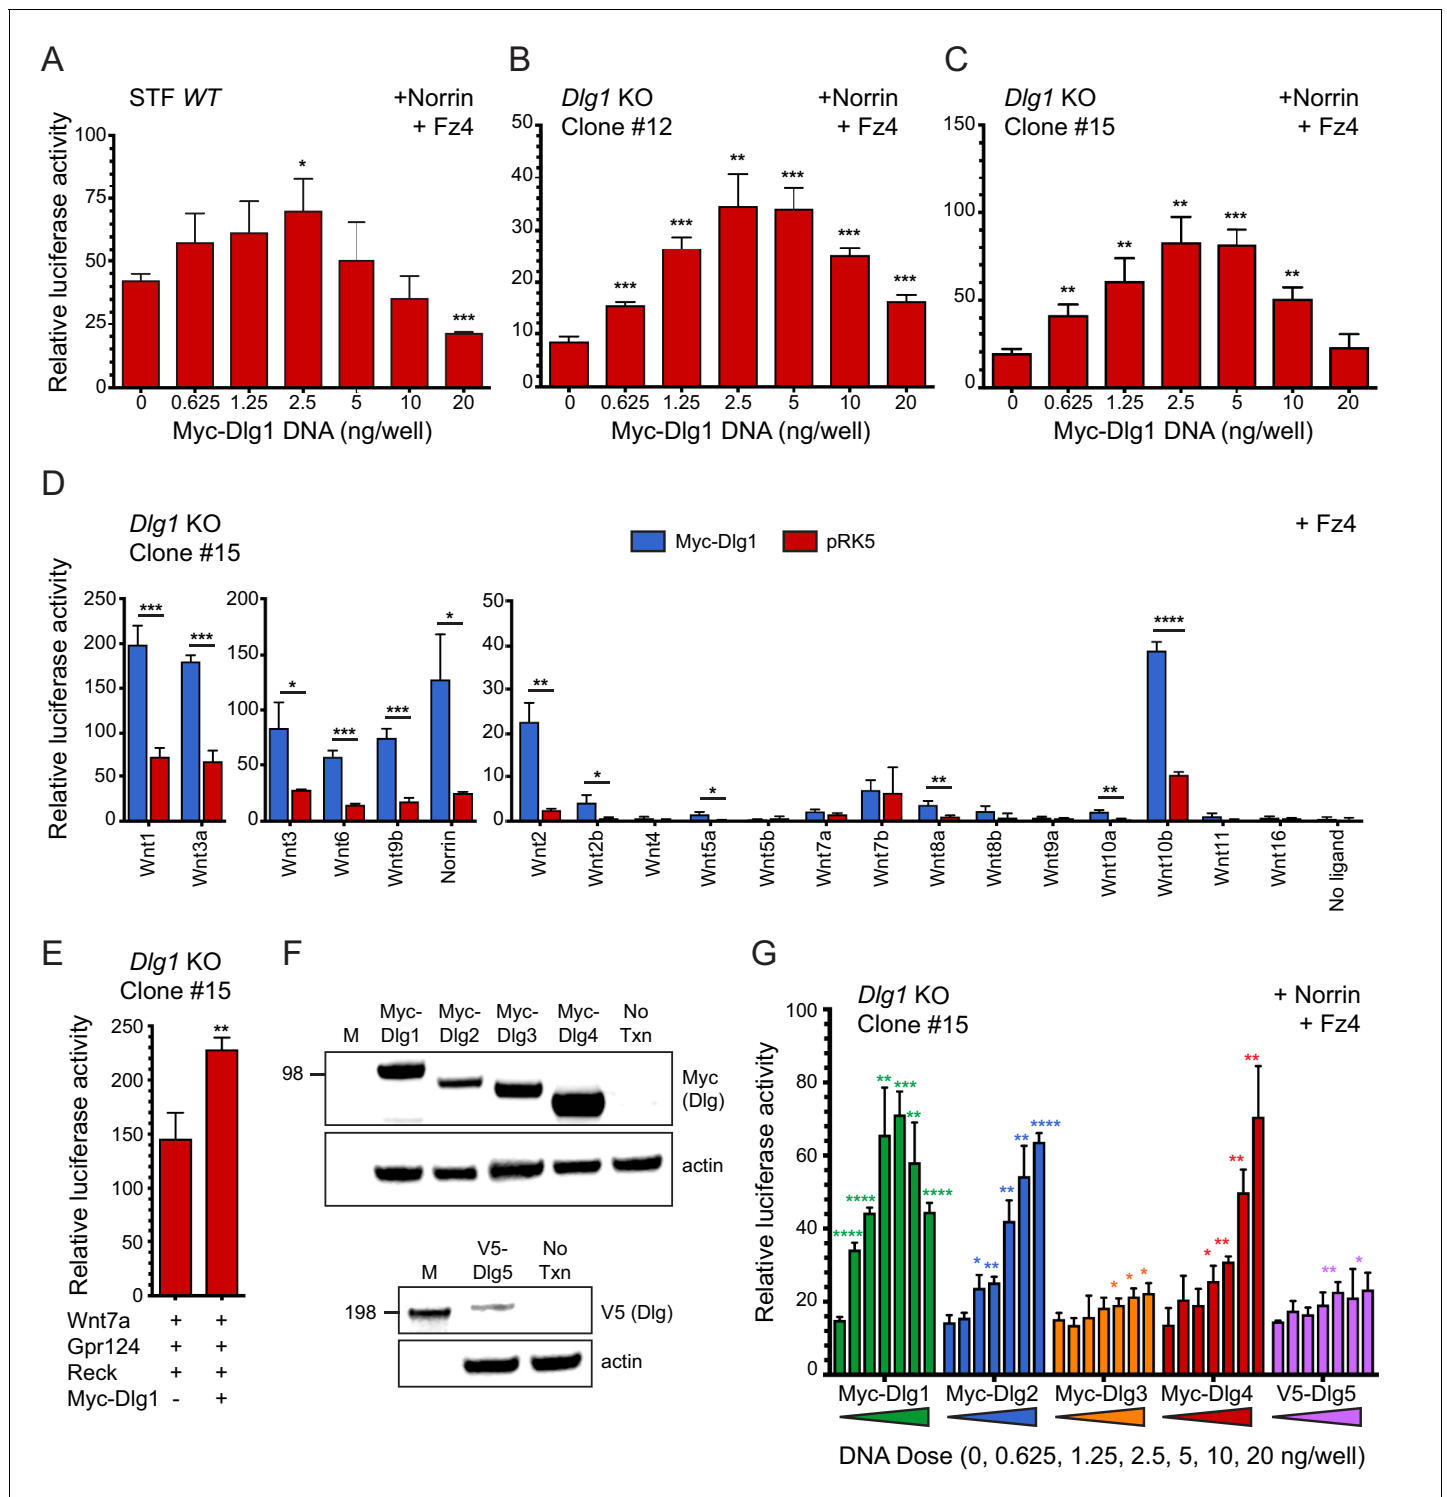 A
STF WT
+Norrin
+ Fz4
Relative luciferase activity
100
75
50
25
0
*
***
0 0.625 1.25 2.5 5 10 20
Myc-Dlg1 DNA (ng/well)
B
Dlg1 KO
Clone #12
+Norrin
+ Fz4
50
40
30
20
10
0
*** *** ** *** *** ***
0 0.625 1.25 2.5 5 10 20
Myc-Dlg1 DNA (ng/well)
C
Dlg1 KO
Clone #15
+Norrin
+ Fz4
150
100
50
0
** ** ** *** **
0 0.625 1.25 2.5 5 10 20
Myc-Dlg1 DNA (ng/well)
D
Dlg1 KO
Clone #15
Myc-Dlg1 pRK5
+ Fz4
Relative luciferase activity
250
200
150
100
50
0
*** ***
Wnt1 Wnt3a
200
150
100
50
0
* *** *** *
Wnt3 Wnt6 Wnt9b Norrin
50
40
30
20
10
0
** * * ** ** ****
Wnt2 Wnt2b Wnt4 Wnt5a Wnt5b Wnt7a Wnt7b Wnt8a Wnt8b Wnt9a Wnt10a Wnt10b Wnt11 Wnt16 No ligand
E
Dlg1 KO
Clone #15
Relative luciferase activity
250
200
150
100
50
0
**
Wnt7a + +
Gpr124 + +
Reck + +
Myc-Dlg1 - +
F
M Myc-Dlg1 Myc-Dlg2 Myc-Dlg3 Myc-Dlg4 No Txn
98
Myc
(Dlg)
actin
M V5-Dlg5 No Txn
198
V5 (Dlg)
actin
G
Dlg1 KO
Clone #15
+ Norrin
+ Fz4
Relative luciferase activity
100
80
60
40
20
0
**** **** ** *** ** ****
* ** ** ** ****
* * *
* ** ** **
** *
Myc-Dlg1 Myc-Dlg2 Myc-Dlg3 Myc-Dlg4 V5-Dlg5
DNA Dose (0, 0.625, 1.25, 2.5, 5, 10, 20 ng/well)